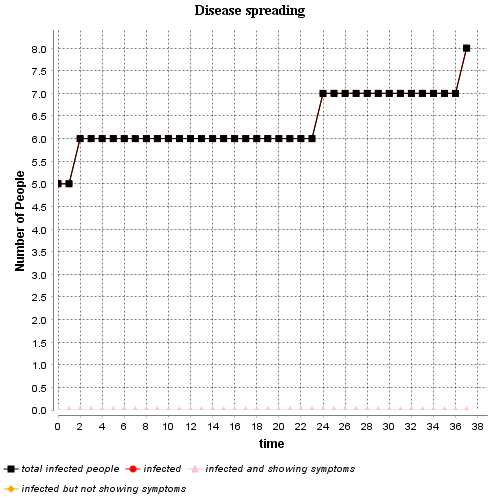 Disease spreading
8.0
7.5
7.0
6.5
6.0
5.5
5.0
4.5
4.0
3.5
3.0
2.5
2.0
1.5
1.0
0.5
0.0
Number of People
0 2 4 6 8 10 12 14 16 18 20 22 24 26 28 30 32 34 36 38
time
total infected people infected infected and showing symptoms
infected but not showing symptoms